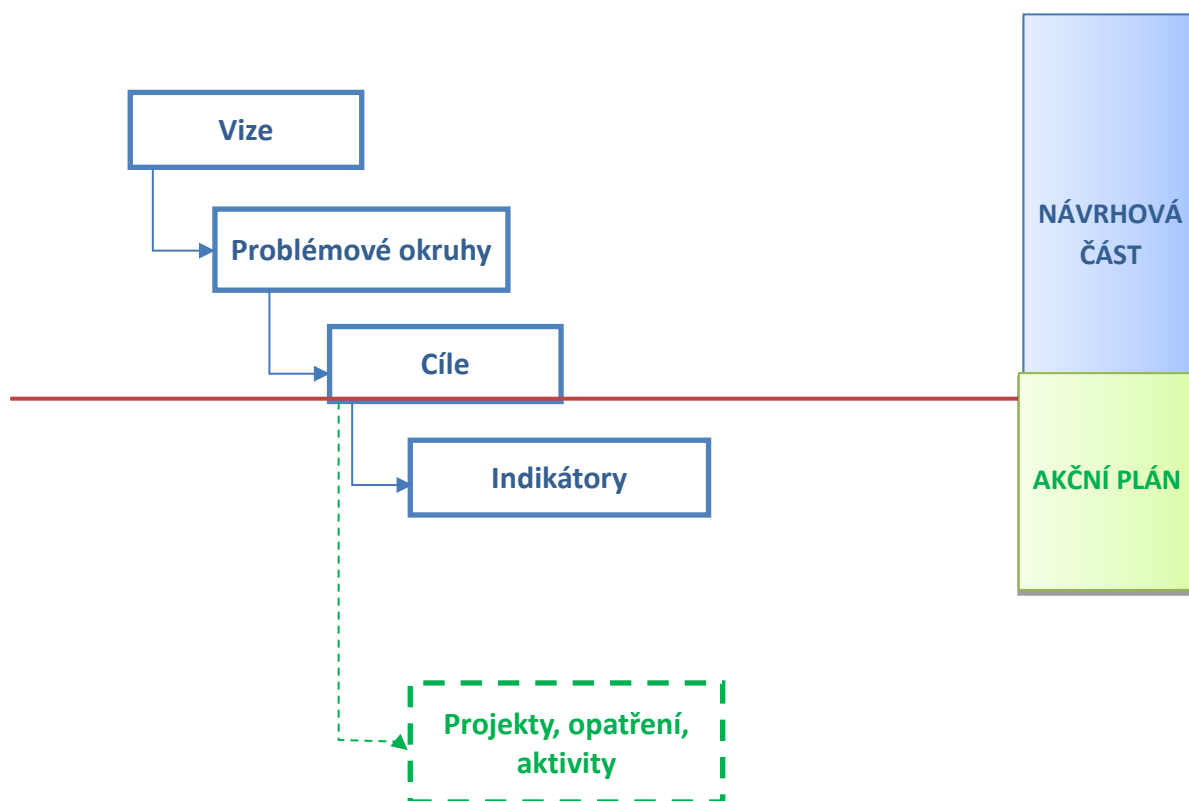 Vize
Problémové okruhy
Cíle
Indikátory
Projekty, opatření,
aktivity
NÁVRHOVÁ
ČÁST
AKČNÍ PLÁN